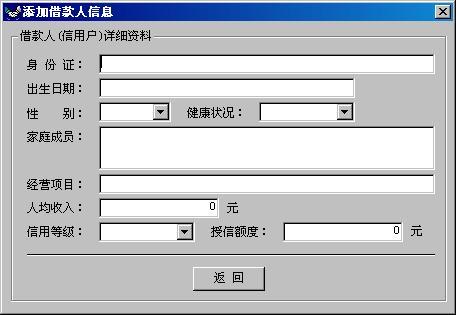 添加借款人信息
借款人(信用户)详细资料
身 份 证：
出生日期：
性　　别： 健康状况：
家庭成员：
经营项目：
人均收入： 0 元
信用等级： 授信额度： 0 元
返 回